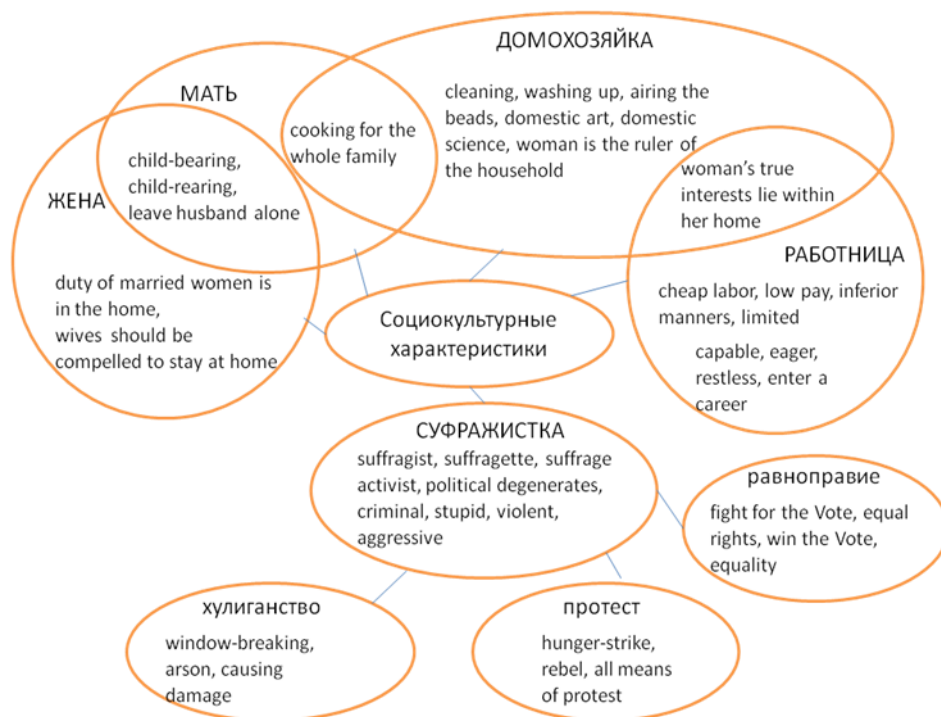 ДОМОХОЗЯЙКА
cleaning, washing up, airing the
beads, domestic art, domestic
science, woman is the ruler of
the household
МАТЬ
cooking for the
whole family
child-bearing,
child-rearing,
leave husband alone
ЖЕНА
duty of married women is
in the home,
wives should be
compelled to stay at home
woman’s true
interests lie within
her home
РАБОТНИЦА
cheap labor, low pay, inferior
manners, limited
capable, eager,
restless, enter a
career
Социокультурные
характеристики
СУФРАЖИСТКА
suffragist, suffragette, suffrage
activist, political degenerates,
criminal, stupid, violent,
aggressive
равноправие
fight for the Vote, equal
rights, win the Vote,
equality
хулиганство
window-breaking,
arson, causing
damage
протест
hunger-strike,
rebel, all means
of protest